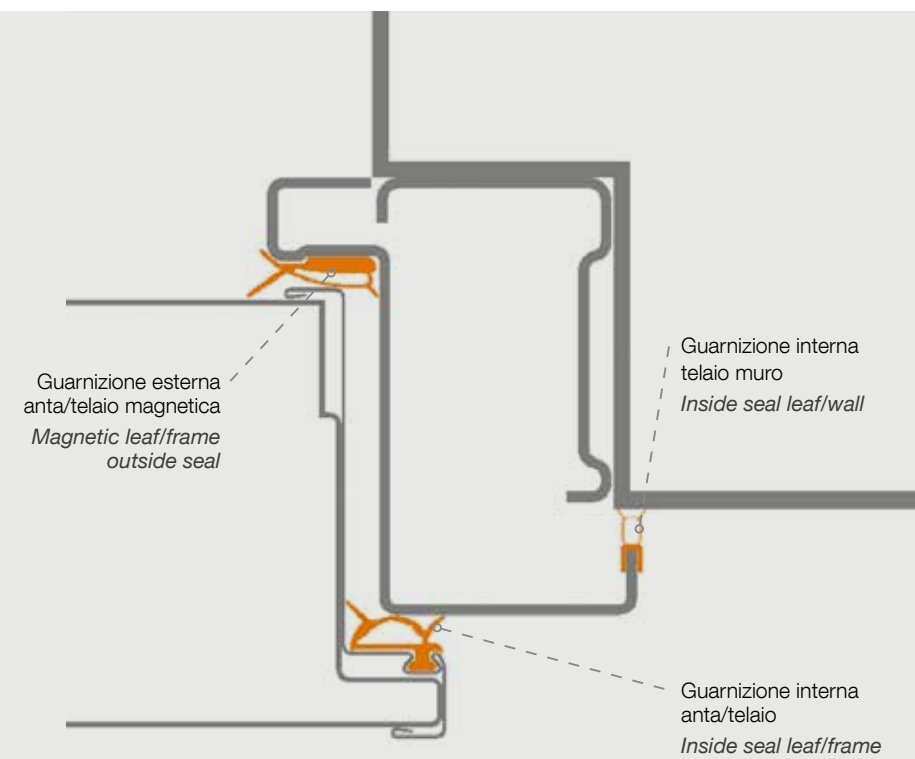 Guarnizione esterna
anta/telaio magnetica
Magnetic leaf/frame
outside seal
Guarnizione interna
telaio muro
Inside seal leaf/wall
Guarnizione interna
anta/telaio
Inside seal leaf/frame